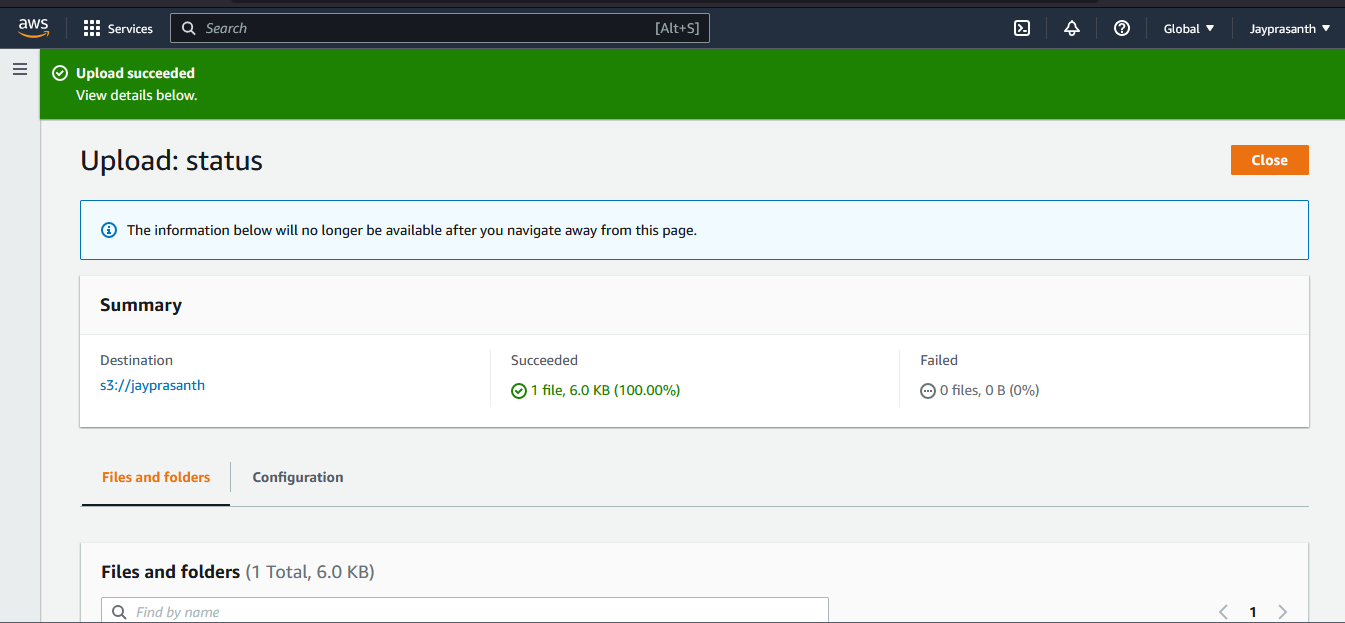 aws Services Search [Alt+S] Global Jayprasanth
Upload succeeded
View details below.
Upload: status Close
The information below will no longer be available after you navigate away from this page.
Summary
Destination Succeeded Failed
s3://jayprasanth 1 file, 6.0 KB (100.00%) 0 files, 0 B (0%)
Files and folders Configuration
Files and folders (1 Total, 6.0 KB)
Find by name 1